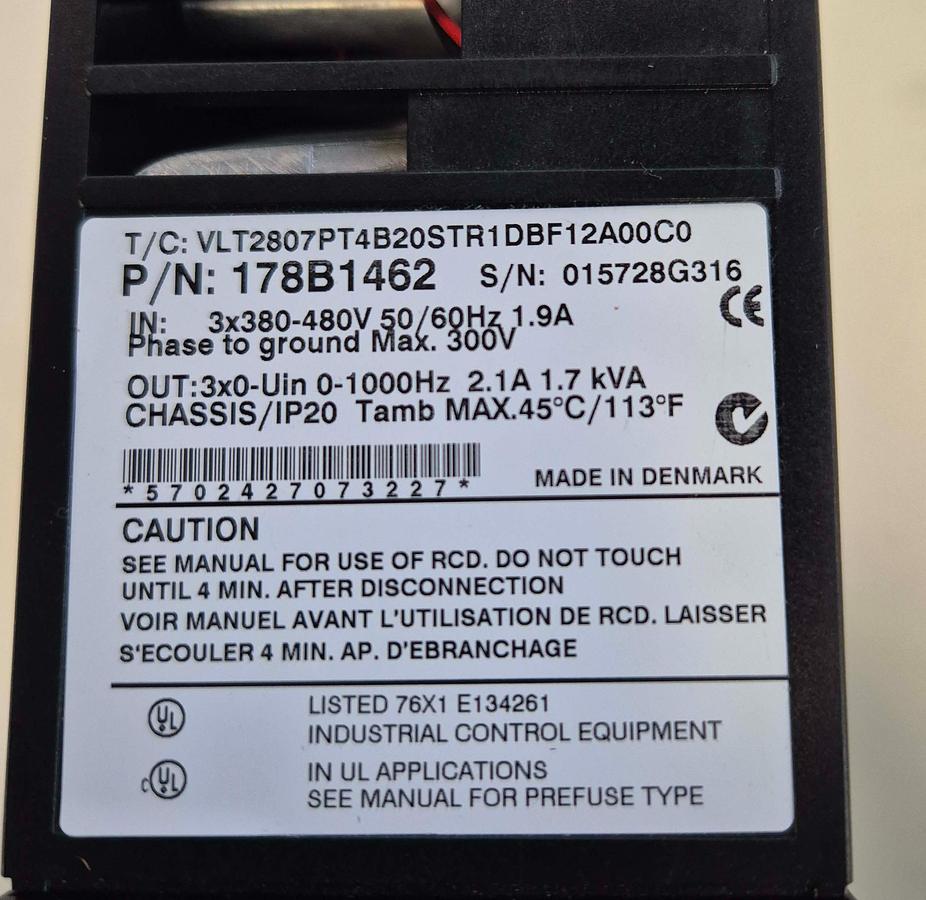 T/C: VLT2807PT4B20STR1DBF12A00C0
P/N: 178B1462 S/N: 015728G316
IN: 3x380-480V 50/60Hz 1.9A
Phase to ground Max. 300V
CE
OUT:3x0-Uin 0-1000Hz 2.1A 1.7 kVA
CHASSIS/IP20 Tamb MAX.45°C/113°F
*5702427073227*
MADE IN DENMARK
CAUTION
SEE MANUAL FOR USE OF RCD. DO NOT TOUCH
UNTIL 4 MIN. AFTER DISCONNECTION
VOIR MANUEL AVANT L'UTILISATION DE RCD. LAISSER
S'ECOULER 4 MIN. AP. D'EBRANCHAGE
UL
LISTED 76X1 E134261
INDUSTRIAL CONTROL EQUIPMENT
c UL
IN UL APPLICATIONS
SEE MANUAL FOR PREFUSE TYPE